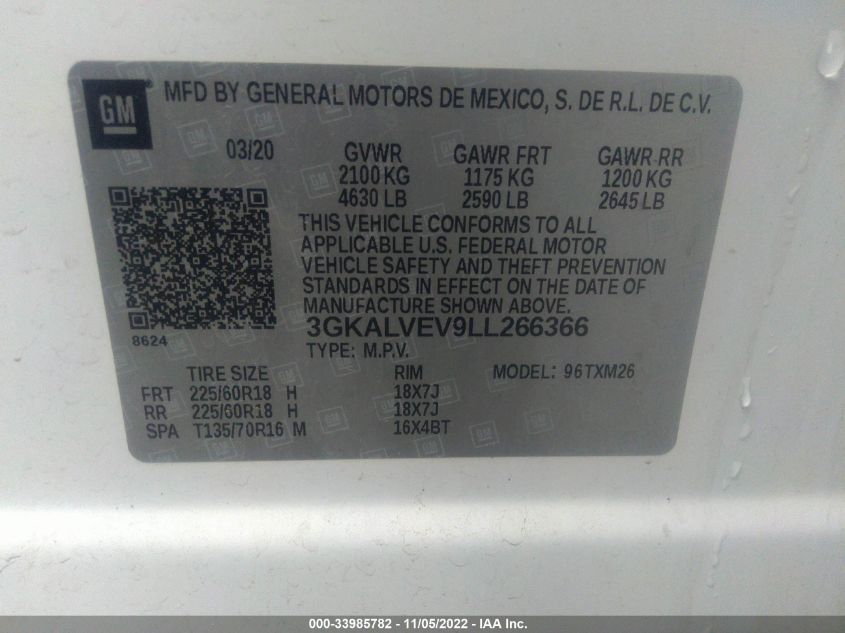 GM ® MFD BY GENERAL MOTORS DE MEXICO, S. DE R.L. DE C.V.
03/20 GVWR GAWR FRT GAWR RR
2100 KG 1175 KG 1200 KG
4630 LB 2590 LB 2645 LB
THIS VEHICLE CONFORMS TO ALL
APPLICABLE U.S. FEDERAL MOTOR
VEHICLE SAFETY AND THEFT PREVENTION
STANDARDS IN EFFECT ON THE DATE OF
MANUFACTURE SHOWN ABOVE.
8624 3GKALVEV9LL266366
TYPE: M.P.V. MODEL: 96TXM26
TIRE SIZE RIM
FRT 225/60R18 H 18X7J
RR 225/60R18 H 18X7J
SPA T135/70R16 M 16X4BT
000-33985782 - 11/05/2022 - IAA Inc.